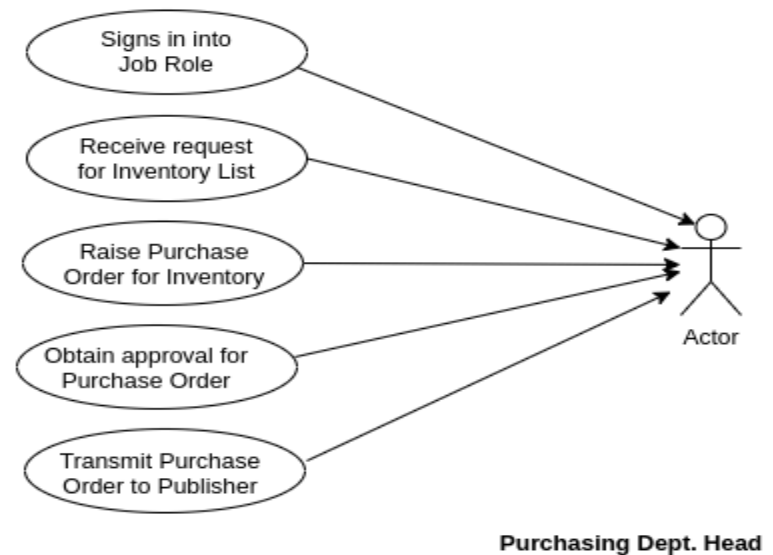 Signs in into
Job Role
Receive request
for Inventory List
Raise Purchase
Order for Inventory
Obtain approval for
Purchase Order
Transmit Purchase
Order to Publisher
Actor
Purchasing Dept. Head